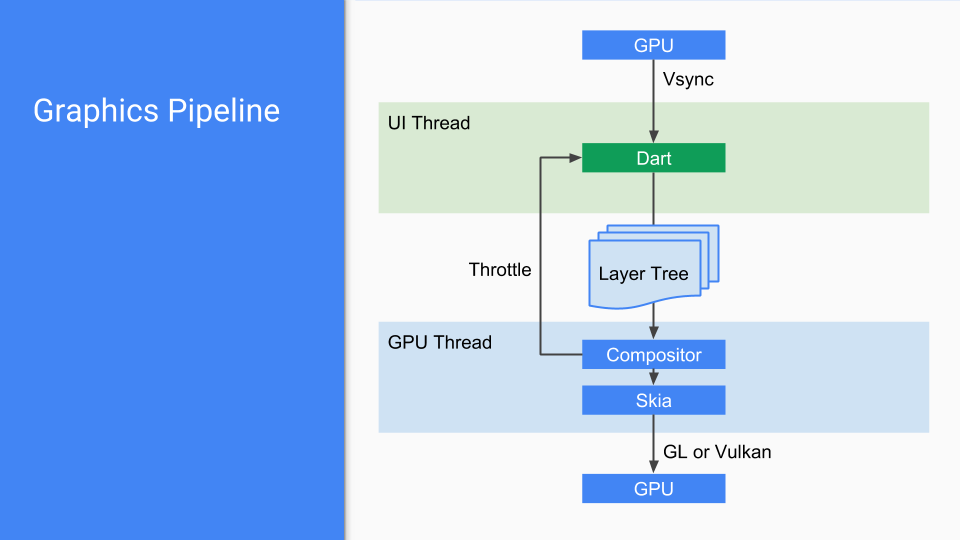 Graphics Pipeline
GPU
Vsync
UI Thread
Dart
Throttle
Layer Tree
GPU Thread
Compositor
Skia
GL or Vulkan
GPU